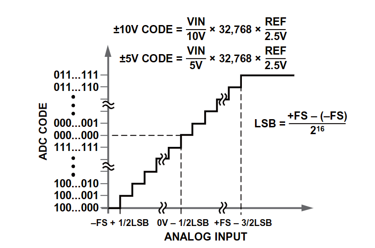 ±10V CODE = VIN/10V × 32,768 × REF/2.5V
±5V CODE = VIN/5V × 32,768 × REF/2.5V
011...111
011...110
000...001
000...000
111...111
100...010
100...001
100...000
ADC CODE
LSB = +FS – (–FS)/2¹⁶
–FS + 1/2LSB 0V – 1/2LSB +FS – 3/2LSB
ANALOG INPUT